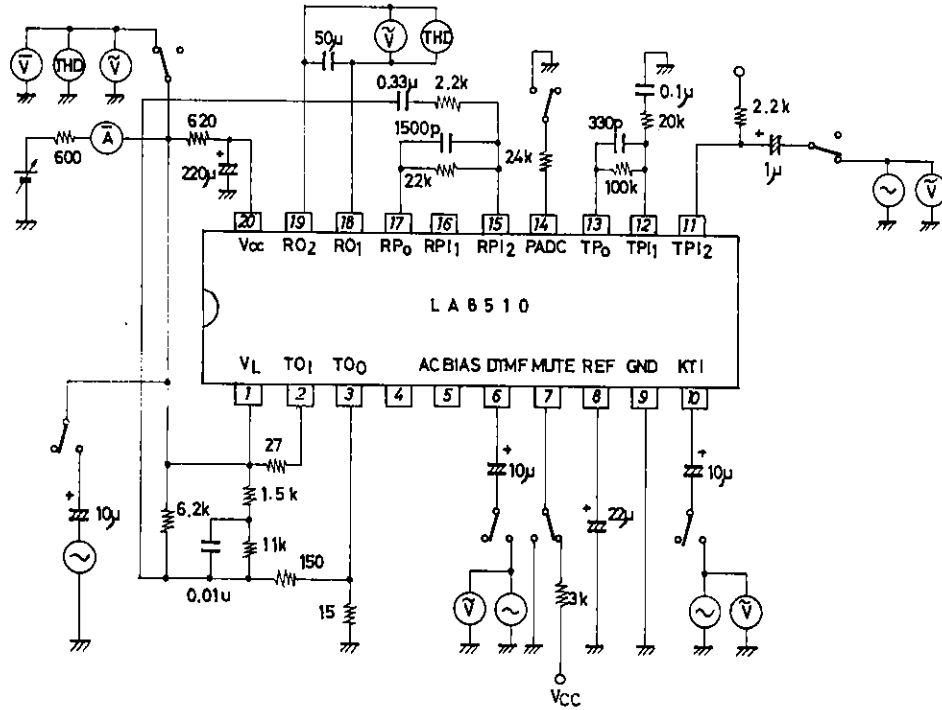 50μ
Ṽ
THD
V̄
THD
Ṽ
0.33μ
2.2k
0.1μ
2.2k
620
1500p
330p
20k
+
1μ
Ā
600
+
220μ
22k
24k
100k
Ṽ
20 19 18 17 16 15 14 13 12 11
Vcc RO2 RO1 RPo RPI1 RPI2 PADC TPo TPI1 TPI2
LA8510
VL TO1 TOO AC BIAS DTMF MUTE REF GND KTI
1 2 3 4 5 6 7 8 9 10
27
+
10μ
+
10μ
+
10μ
1.5k
6.2k
+
22μ
11k
150
0.01u
15
Ṽ
3k
Ṽ
VCC